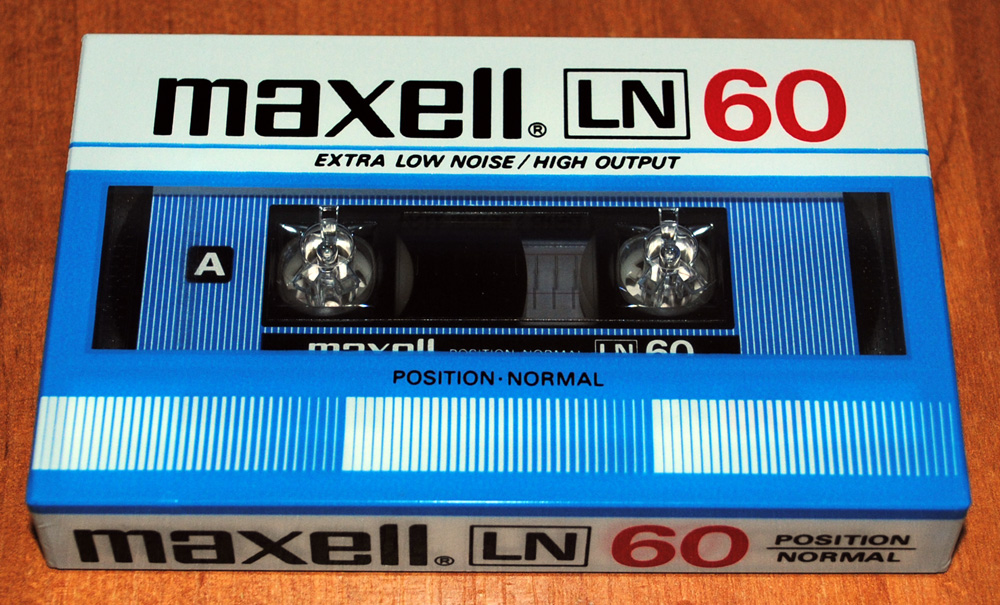 maxell® LN 60
EXTRA LOW NOISE / HIGH OUTPUT
A
maxell POSITION NORMAL LN 60
POSITION · NORMAL
maxell® LN 60 POSITION NORMAL